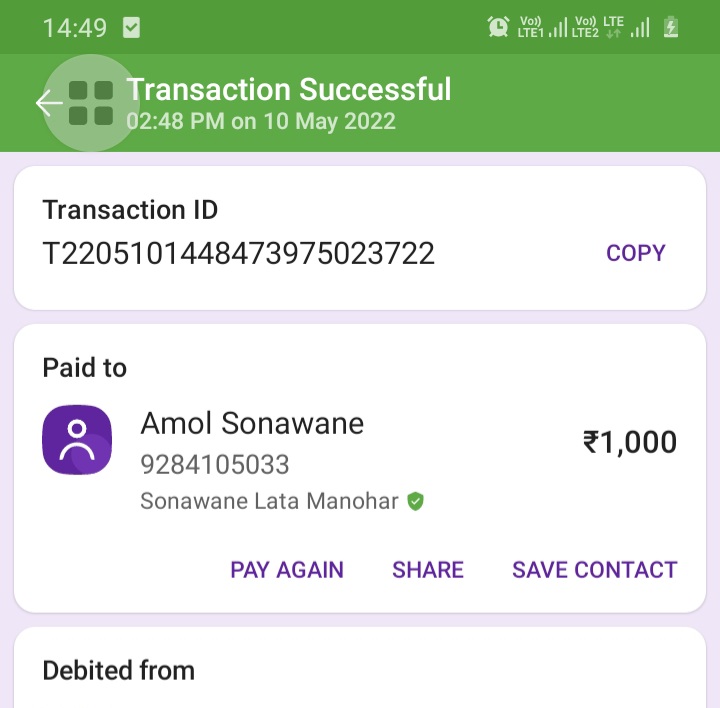 14:49
Vo)) LTE1 Vo)) LTE2 LTE
Transaction Successful
02:48 PM on 10 May 2022
Transaction ID
T2205101448473975023722
COPY
Paid to
Amol Sonawane
9284105033
Sonawane Lata Manohar
₹1,000
PAY AGAIN
SHARE
SAVE CONTACT
Debited from